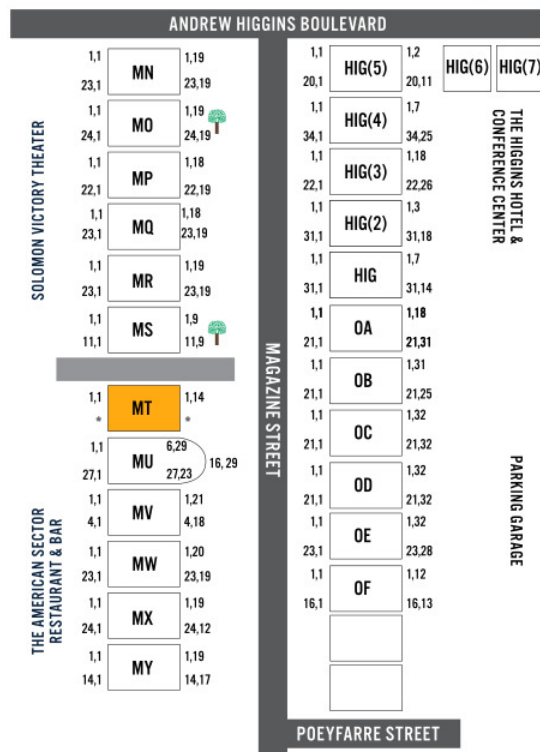 ANDREW HIGGINS BOULEVARD
SOLOMON VICTORY THEATER
1,1 MN 1,19
23,1 23,19
1,1 MO 1,19
24,1 24,19
1,1 MP 1,18
22,1 22,19
1,1 MQ 1,18
23,1 23,19
1,1 MR 1,19
23,1 23,19
1,1 MS 1,9
11,1 11,9
THE AMERICAN SECTOR
RESTAURANT & BAR
1,1 MT 1,14
* *
1,1 MU 6,29
27,1 27,23
16,29
1,1 MV 1,21
4,1 4,18
1,1 MW 1,20
23,1 23,19
1,1 MX 1,19
24,1 24,12
1,1 MY 1,19
14,1 14,17
MAGAZINE STREET
1,1 HIG(5) 1,2
20,1 20,11
HIG(6) HIG(7)
1,1 HIG(4) 1,7
34,1 34,25
1,1 HIG(3) 1,18
22,1 22,26
1,1 HIG(2) 1,3
31,1 31,18
1,1 HIG 1,7
31,1 31,14
1,1 OA 1,18
21,1 21,31
1,1 OB 1,31
21,1 21,25
1,1 OC 1,32
21,1 21,32
1,1 OD 1,32
21,1 21,32
1,1 OE 1,32
23,1 23,28
1,1 OF 1,12
16,1 16,13
THE HIGGINS HOTEL &
CONFERENCE CENTER
PARKING GARAGE
POEYFARRE STREET